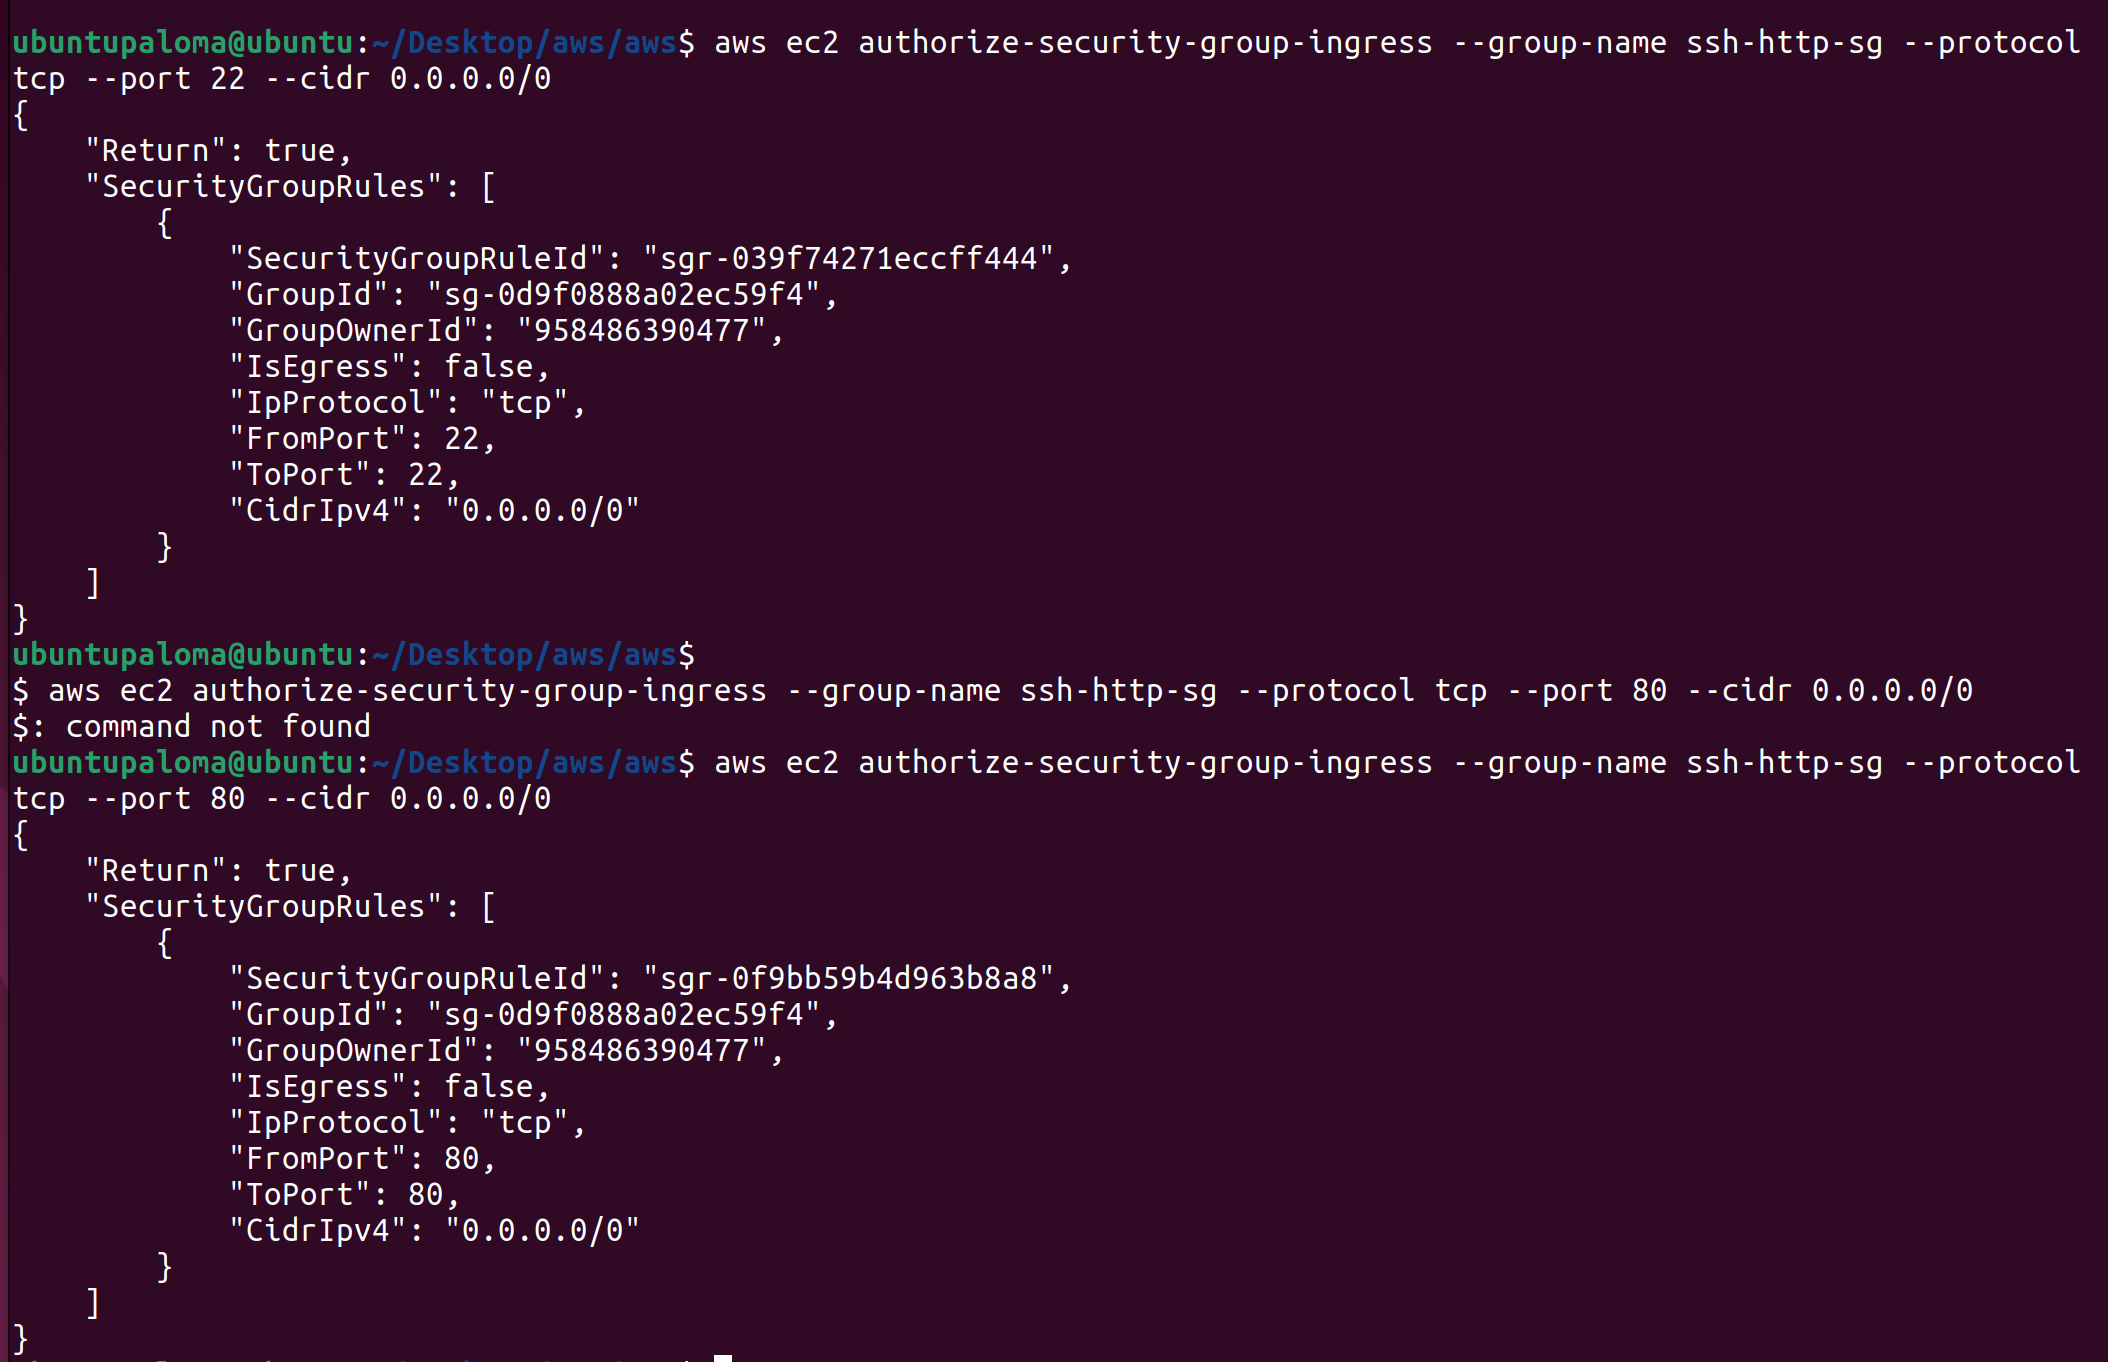 ubuntupaloma@ubuntu:~/Desktop/aws/aws$ aws ec2 authorize-security-group-ingress --group-name ssh-http-sg --protocol
tcp --port 22 --cidr 0.0.0.0/0
{
    "Return": true,
    "SecurityGroupRules": [
        {
            "SecurityGroupRuleId": "sgr-039f74271eccff444",
            "GroupId": "sg-0d9f0888a02ec59f4",
            "GroupOwnerId": "958486390477",
            "IsEgress": false,
            "IpProtocol": "tcp",
            "FromPort": 22,
            "ToPort": 22,
            "CidrIpv4": "0.0.0.0/0"
        }
    ]
}
ubuntupaloma@ubuntu:~/Desktop/aws/aws$
$ aws ec2 authorize-security-group-ingress --group-name ssh-http-sg --protocol tcp --port 80 --cidr 0.0.0.0/0
$: command not found
ubuntupaloma@ubuntu:~/Desktop/aws/aws$ aws ec2 authorize-security-group-ingress --group-name ssh-http-sg --protocol
tcp --port 80 --cidr 0.0.0.0/0
{
    "Return": true,
    "SecurityGroupRules": [
        {
            "SecurityGroupRuleId": "sgr-0f9bb59b4d963b8a8",
            "GroupId": "sg-0d9f0888a02ec59f4",
            "GroupOwnerId": "958486390477",
            "IsEgress": false,
            "IpProtocol": "tcp",
            "FromPort": 80,
            "ToPort": 80,
            "CidrIpv4": "0.0.0.0/0"
        }
    ]
}